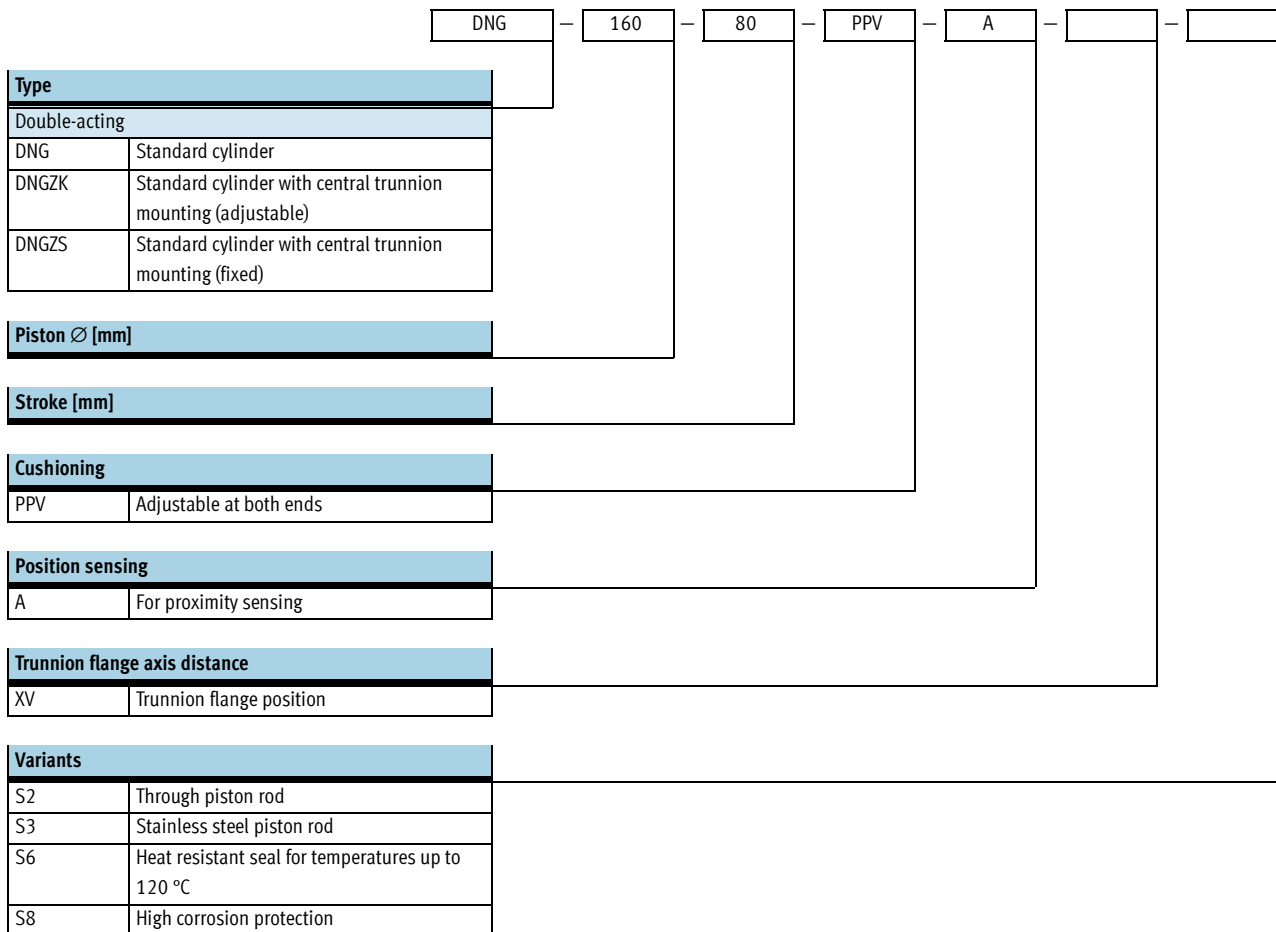 DNG – 160 – 80 – PPV – A – –
Type
Double-acting
DNG Standard cylinder
DNGZK Standard cylinder with central trunnion
mounting (adjustable)
DNGZS Standard cylinder with central trunnion
mounting (fixed)
Piston ∅ [mm]
Stroke [mm]
Cushioning
PPV Adjustable at both ends
Position sensing
A For proximity sensing
Trunnion flange axis distance
XV Trunnion flange position
Variants
S2 Through piston rod
S3 Stainless steel piston rod
S6 Heat resistant seal for temperatures up to
120 °C
S8 High corrosion protection